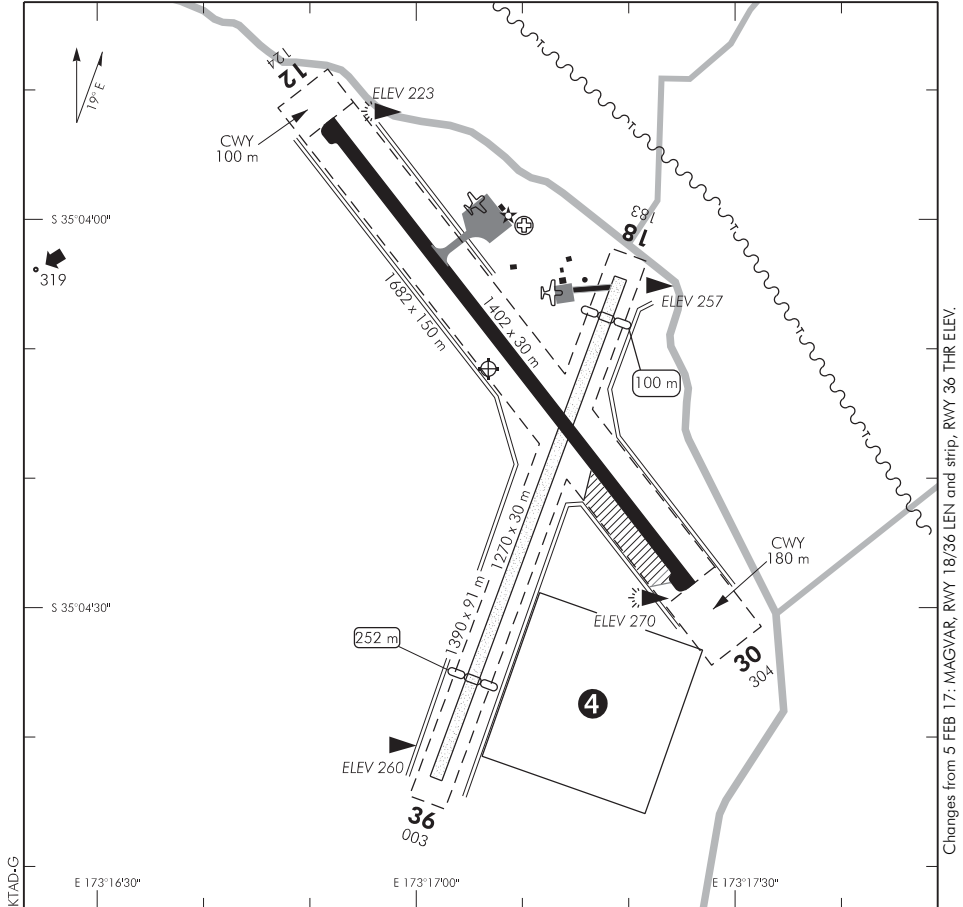 124
12
19° E
ELEV 223
CWY
100 m
S 35°04'00"
183
18
319
ELEV 257
1682 x 150 m
1402 x 30 m
100 m
1270 x 30 m
CWY
180 m
S 35°04'30"
1390 x 91 m
ELEV 270
252 m
30
304
4
ELEV 260
36
003
E 173°16'30"
E 173°17'00"
E 173°17'30"
KTAD-G
Changes from 5 FEB 17: MAGVAR, RWY 18/36 LEN and strip, RWY 36 THR ELEV.